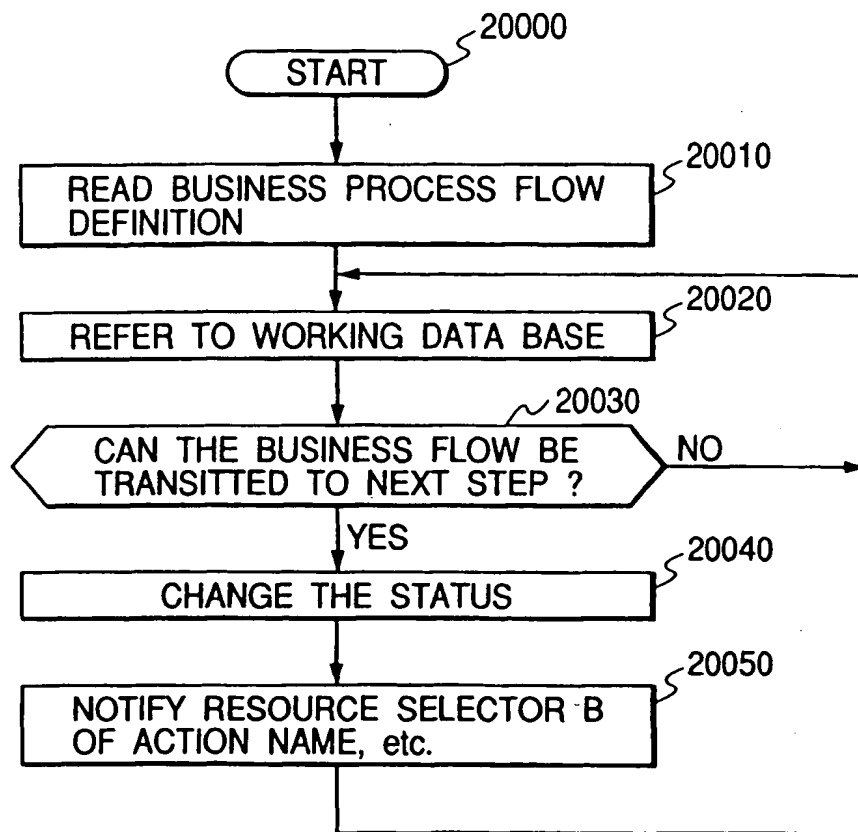 20000
START
20010
READ BUSINESS PROCESS FLOW
DEFINITION
20020
REFER TO WORKING DATA BASE
20030
CAN THE BUSINESS FLOW BE
TRANSITTED TO NEXT STEP ?
NO
YES
20040
CHANGE THE STATUS
20050
NOTIFY RESOURCE SELECTOR B
OF ACTION NAME, etc.